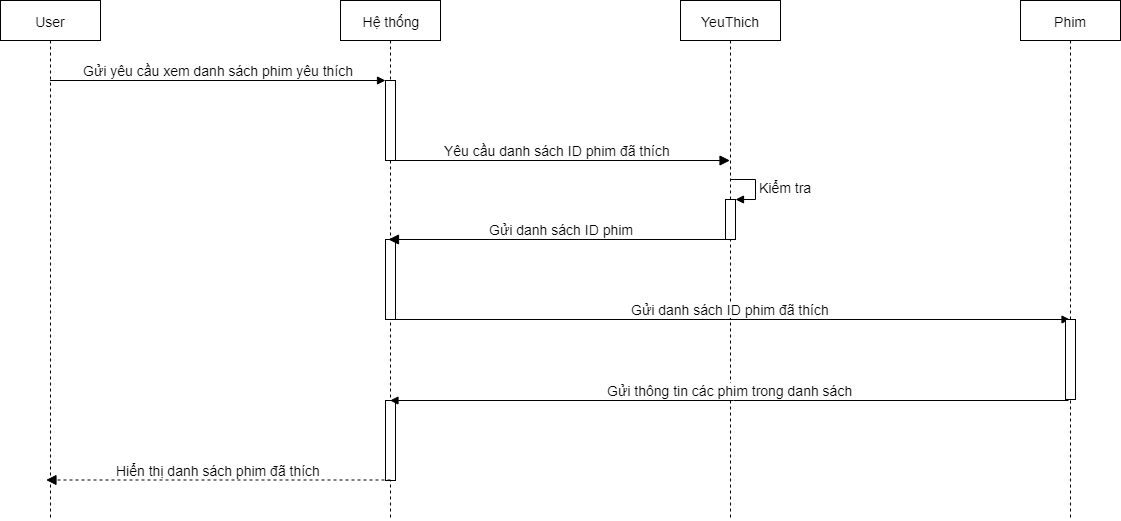 User
Hệ thống
YeuThich
Phim
Gửi yêu cầu xem danh sách phim yêu thích
Yêu cầu danh sách ID phim đã thích
Kiểm tra
Gửi danh sách ID phim
Gửi danh sách ID phim đã thích
Gửi thông tin các phim trong danh sách
Hiển thị danh sách phim đã thích